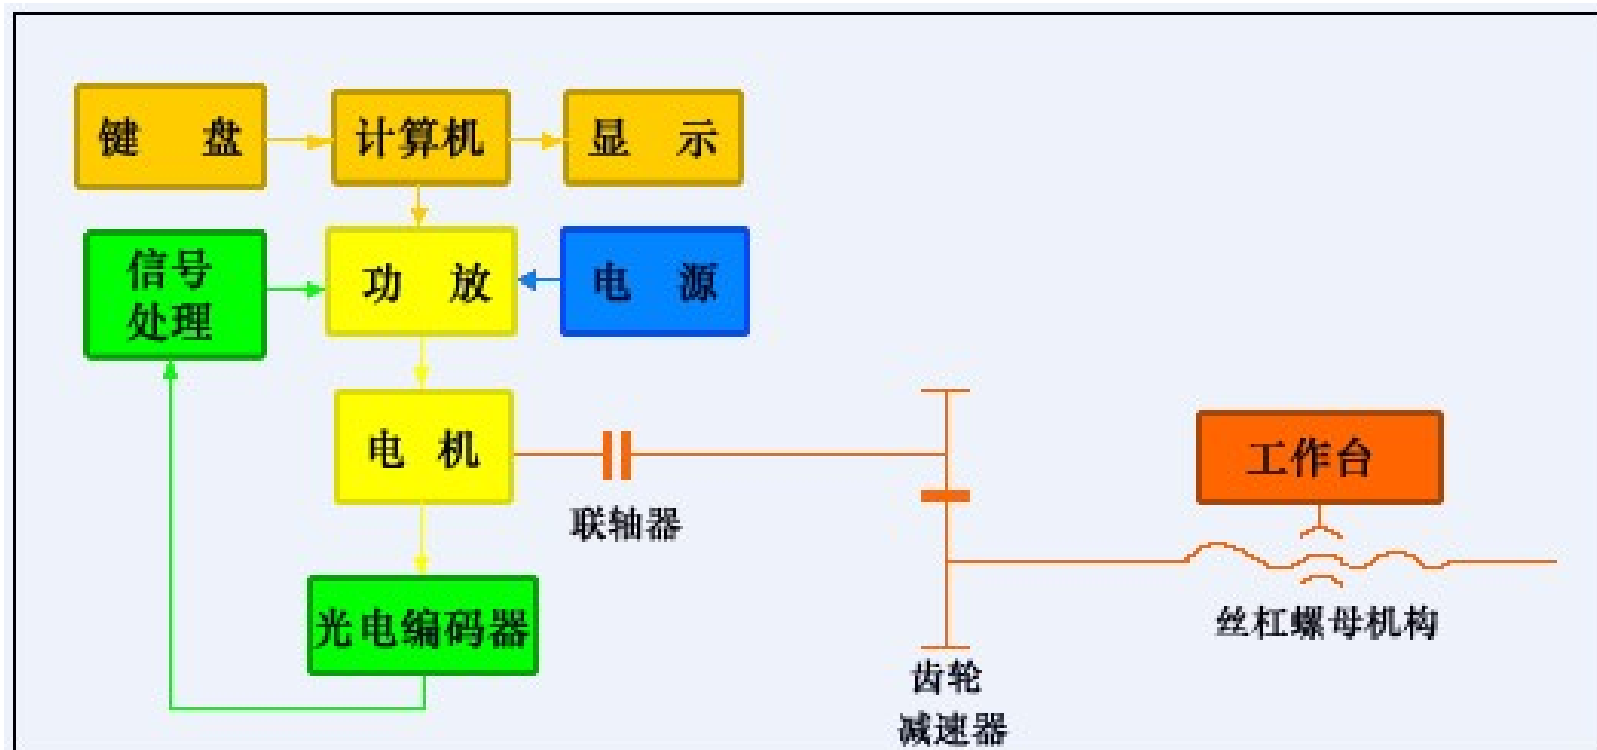 键 盘
计算机
显 示
信号
处理
功 放
电 源
电 机
联轴器
工作台
光电编码器
丝杠螺母机构
齿轮
减速器